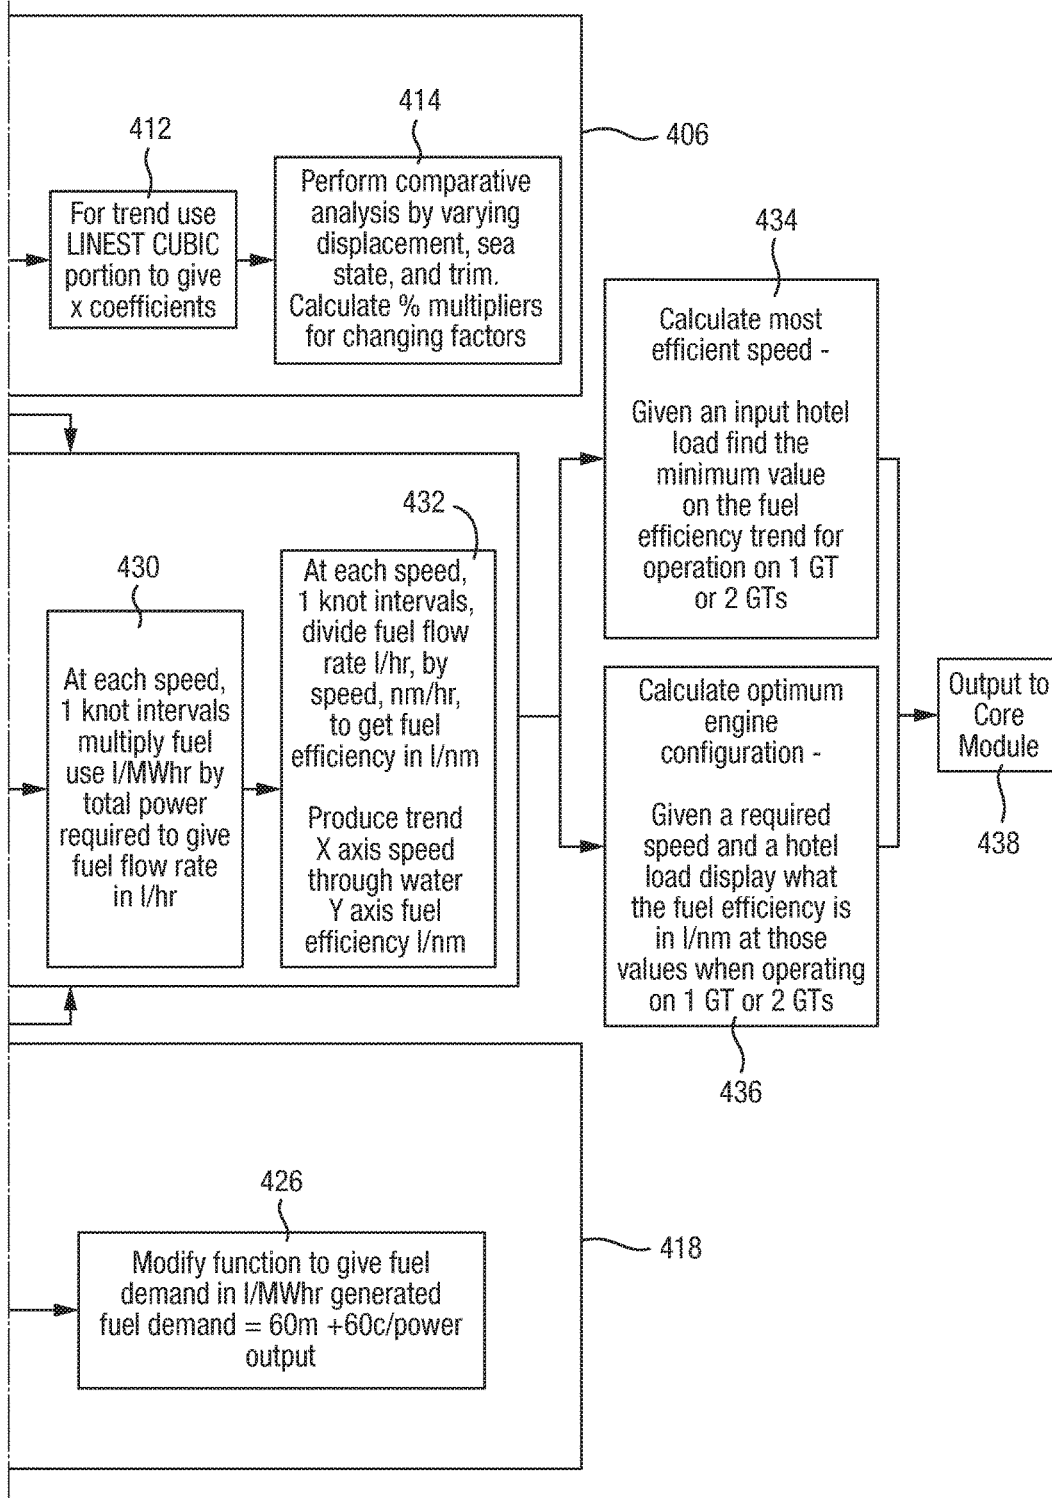 412
For trend use
LINEST CUBIC
portion to give
x coefficients
414
Perform comparative
analysis by varying
displacement, sea
state, and trim.
Calculate % multipliers
for changing factors
406
430
At each speed,
1 knot intervals
multiply fuel
use l/MWhr by
total power
required to give
fuel flow rate
in l/hr
432
At each speed,
1 knot intervals,
divide fuel flow
rate l/hr, by
speed, nm/hr,
to get fuel
efficiency in l/nm
Produce trend
X axis speed
through water
Y axis fuel
efficiency l/nm
434
Calculate most
efficient speed -
Given an input hotel
load find the
minimum value
on the fuel
efficiency trend for
operation on 1 GT
or 2 GTs
Calculate optimum
engine
configuration -
Given a required
speed and a hotel
load display what
the fuel efficiency is
in l/nm at those
values when operating
on 1 GT or 2 GTs
436
Output to
Core
Module
438
426
Modify function to give fuel
demand in l/MWhr generated
fuel demand = 60m +60c/power
output
418